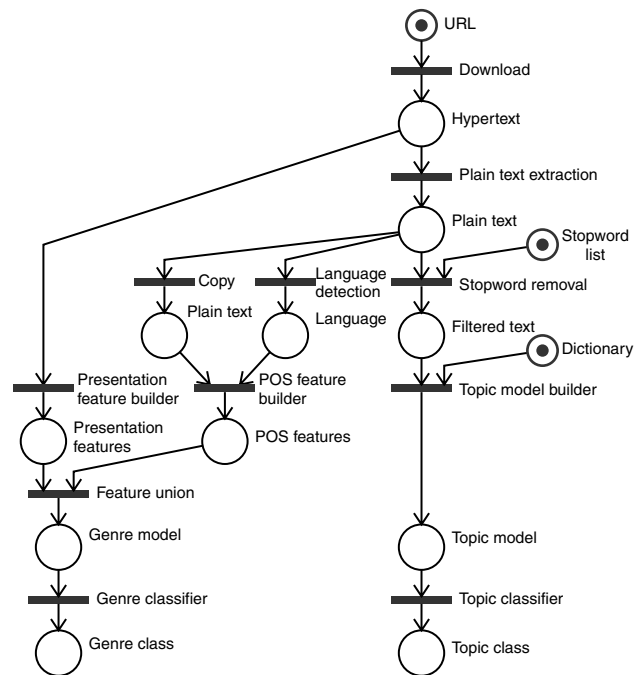 URL
Download
Hypertext
Plain text extraction
Plain text
Stopword
list
Copy
Language
detection
Stopword removal
Plain text
Language
Filtered text
Dictionary
Presentation
feature builder
POS feature
builder
Topic model builder
Presentation
features
POS features
Feature union
Genre model
Topic model
Genre classifier
Topic classifier
Genre class
Topic class